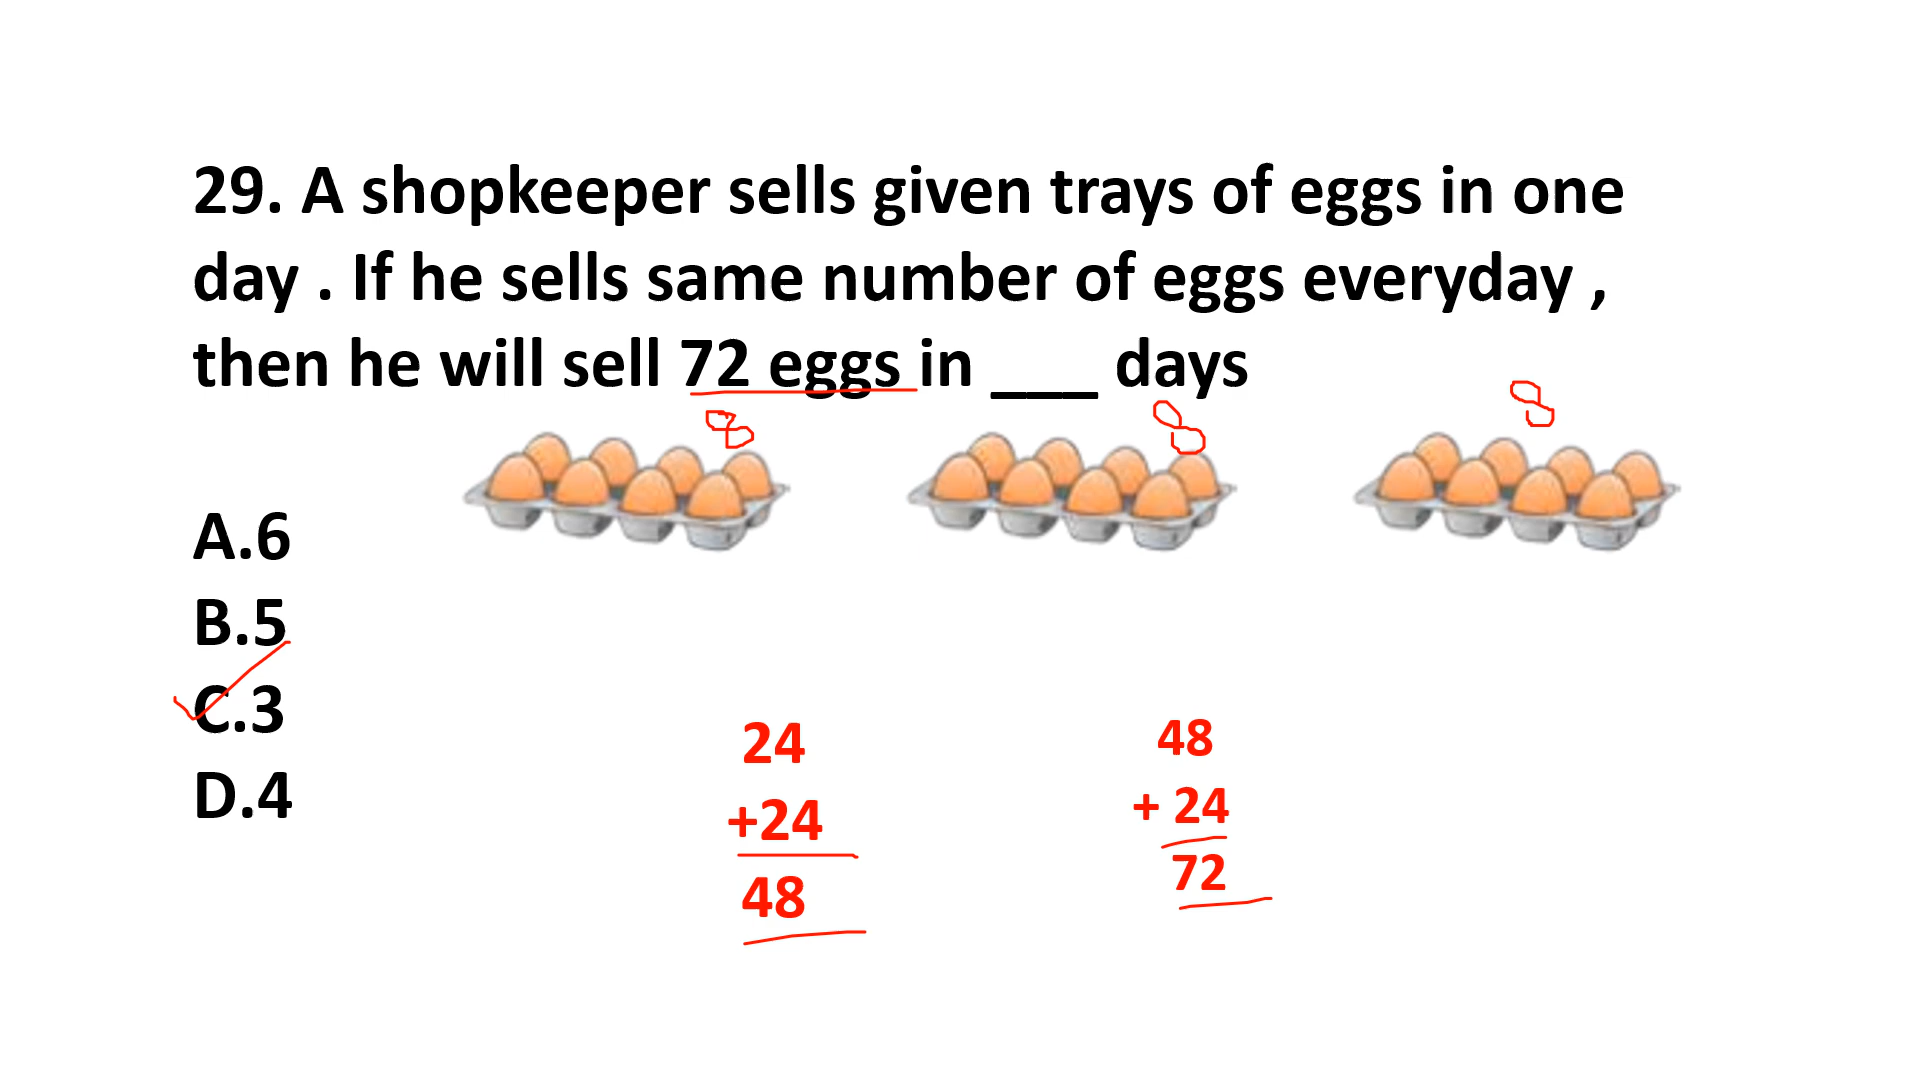 29. A shopkeeper sells given trays of eggs in one
day . If he sells same number of eggs everyday ,
then he will sell 72 eggs in ___ days
8 8 8
A.6
B.5
C.3
D.4
24
+24
48
48
+ 24
72